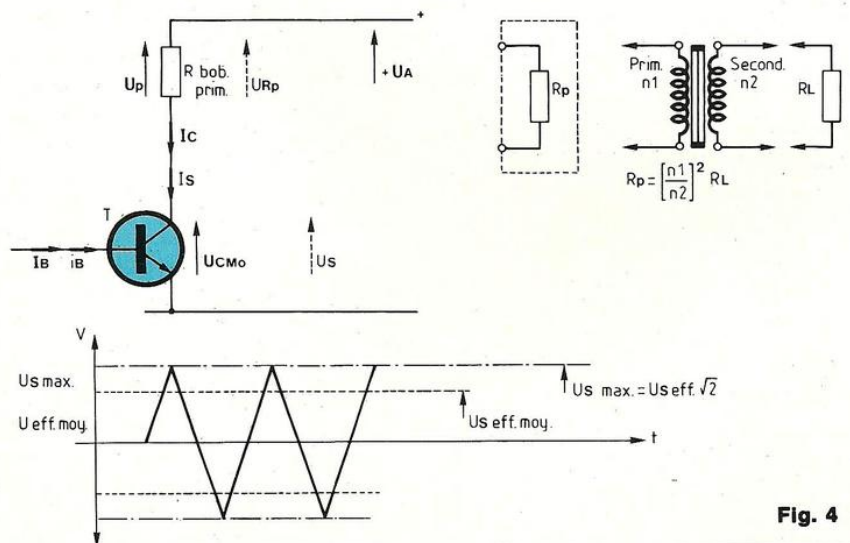 +
Up
R bob. prim.
URp
+ UA
Ic
Is
T
IB
iB
UCMo
Us
Rp
Prim. n1
Second. n2
RL
Rp = [n1/n2]² RL
V
Us max.
U eff. moy.
Us max. = Us eff. √2
Us eff. moy.
t
Fig. 4